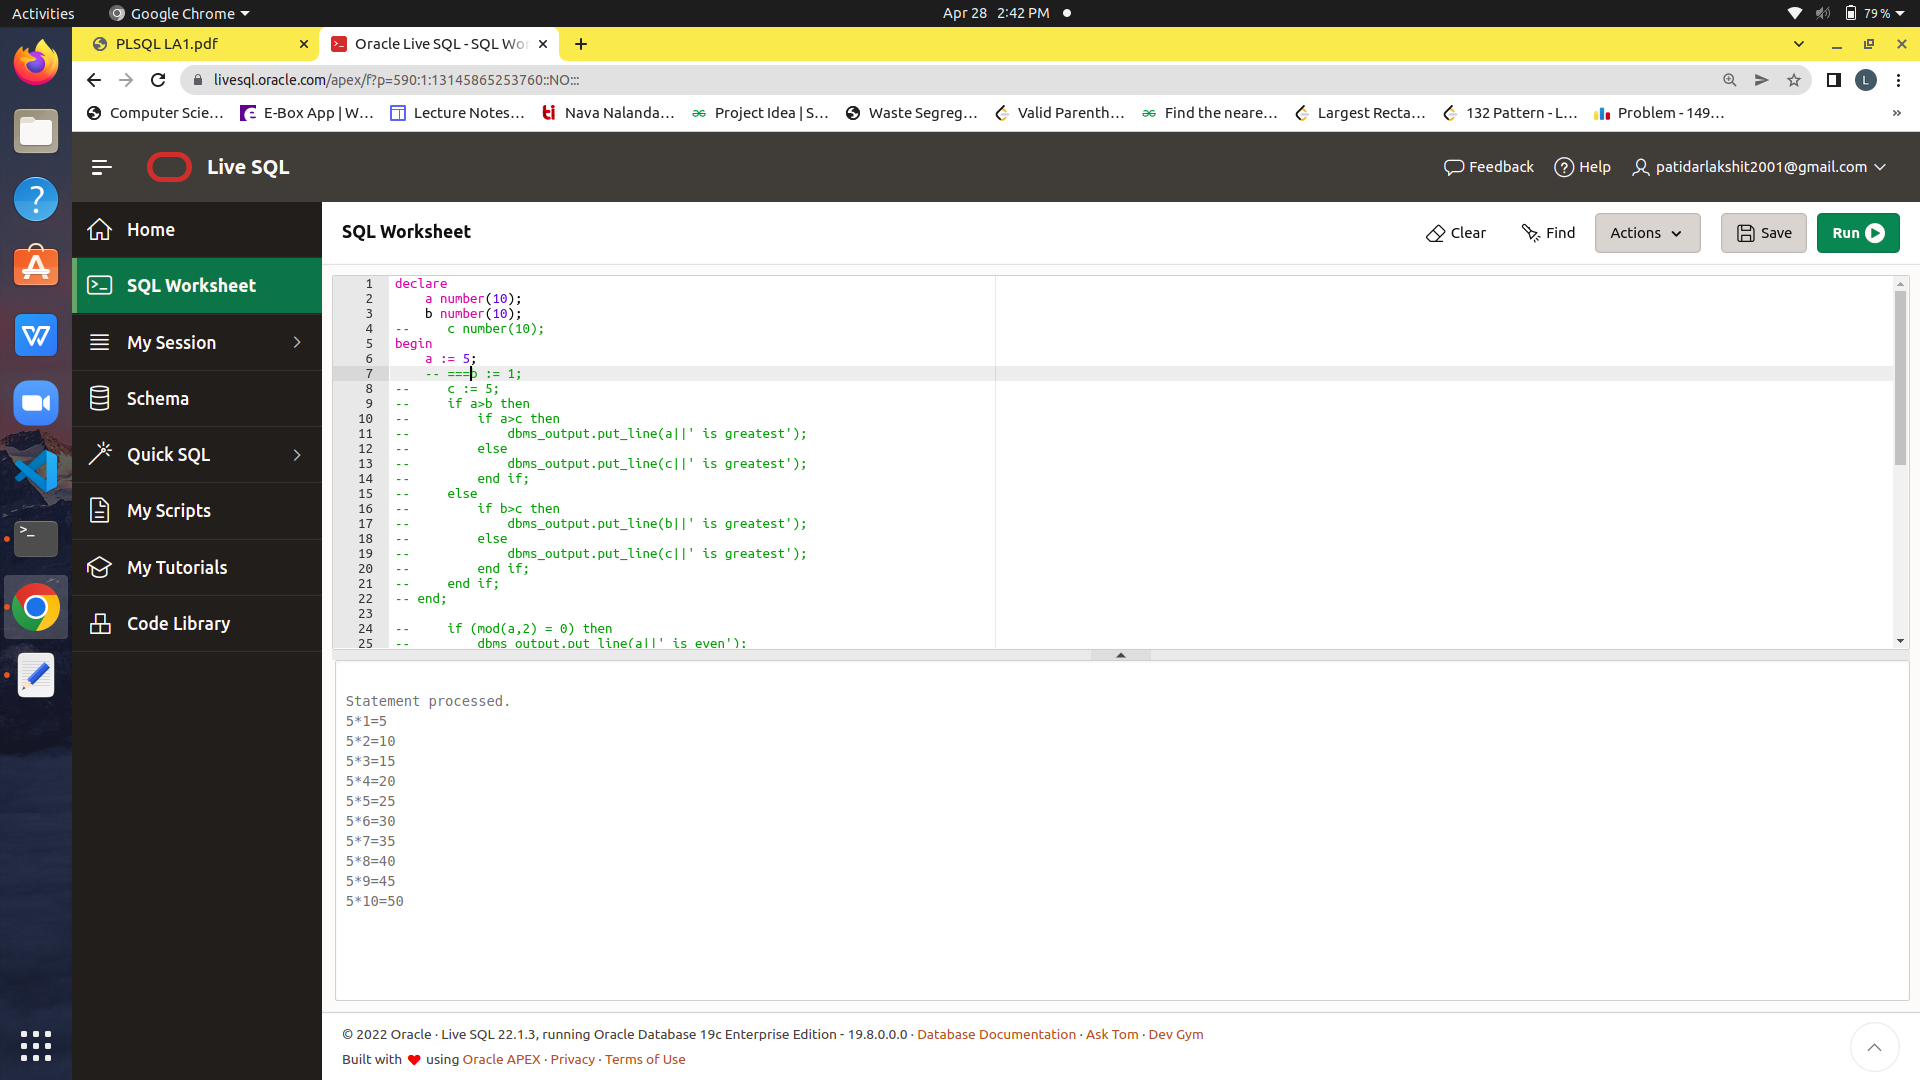 Activities
Google Chrome
Apr 28 2:42 PM
79 %
PLSQL LA1.pdf
Oracle Live SQL - SQL Wor
livesql.oracle.com/apex/f?p=590:1:13145865253760::NO:::
L
Computer Scie...
E-Box App | W...
Lecture Notes...
Nava Nalanda...
Project Idea | S...
Waste Segreg...
Valid Parenth...
Find the neare...
Largest Recta...
132 Pattern - L...
Problem - 149...
»
Live SQL
Feedback
Help
patidarlakshit2001@gmail.com
Home
SQL Worksheet
My Session
Schema
Quick SQL
My Scripts
My Tutorials
Code Library
SQL Worksheet
Clear
Find
Actions
Save
Run
1 declare
2     a number(10);
3     b number(10);
4 --     c number(10);
5 begin
6     a := 5;
7     -- ===b := 1;
8 --     c := 5;
9 --     if a>b then
10 --         if a>c then
11 --             dbms_output.put_line(a||' is greatest');
12 --         else
13 --             dbms_output.put_line(c||' is greatest');
14 --         end if;
15 --     else
16 --         if b>c then
17 --             dbms_output.put_line(b||' is greatest');
18 --         else
19 --             dbms_output.put_line(c||' is greatest');
20 --         end if;
21 --     end if;
22 -- end;
23
24 --     if (mod(a,2) = 0) then
25 --         dbms_output.put_line(a||' is even');
Statement processed.
5*1=5
5*2=10
5*3=15
5*4=20
5*5=25
5*6=30
5*7=35
5*8=40
5*9=45
5*10=50
© 2022 Oracle · Live SQL 22.1.3, running Oracle Database 19c Enterprise Edition - 19.8.0.0.0 · Database Documentation · Ask Tom · Dev Gym
Built with ♥ using Oracle APEX · Privacy · Terms of Use